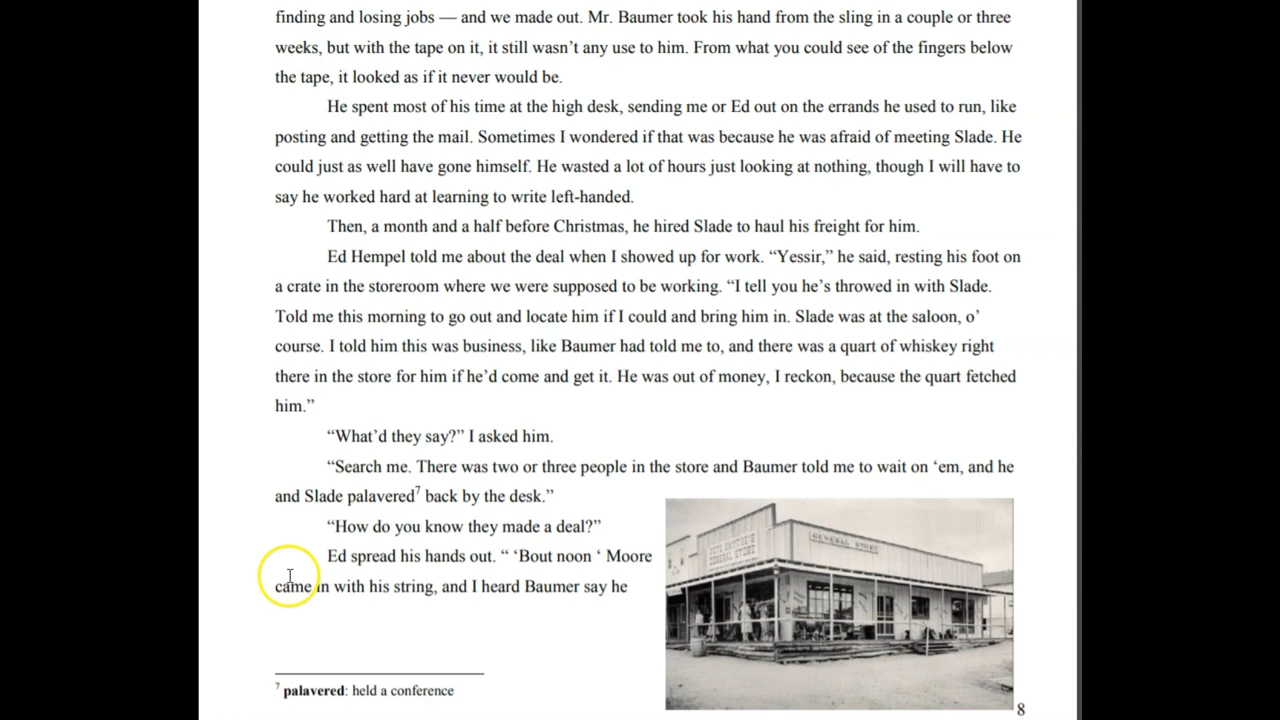 finding and losing jobs — and we made out. Mr. Baumer took his hand from the sling in a couple or three
weeks, but with the tape on it, it still wasn’t any use to him. From what you could see of the fingers below
the tape, it looked as if it never would be.
He spent most of his time at the high desk, sending me or Ed out on the errands he used to run, like
posting and getting the mail. Sometimes I wondered if that was because he was afraid of meeting Slade. He
could just as well have gone himself. He wasted a lot of hours just looking at nothing, though I will have to
say he worked hard at learning to write left-handed.
Then, a month and a half before Christmas, he hired Slade to haul his freight for him.
Ed Hempel told me about the deal when I showed up for work. “Yessir,” he said, resting his foot on
a crate in the storeroom where we were supposed to be working. “I tell you he’s throwed in with Slade.
Told me this morning to go out and locate him if I could and bring him in. Slade was at the saloon, o’
course. I told him this was business, like Baumer had told me to, and there was a quart of whiskey right
there in the store for him if he’d come and get it. He was out of money, I reckon, because the quart fetched
him.”
“What’d they say?” I asked him.
“Search me. There was two or three people in the store and Baumer told me to wait on ‘em, and he
and Slade palavered7 back by the desk.”
“How do you know they made a deal?”
Ed spread his hands out. “ ‘Bout noon ‘ Moore
came in with his string, and I heard Baumer say he
GENERAL STORE
GENERAL STORE
7 palavered: held a conference
8